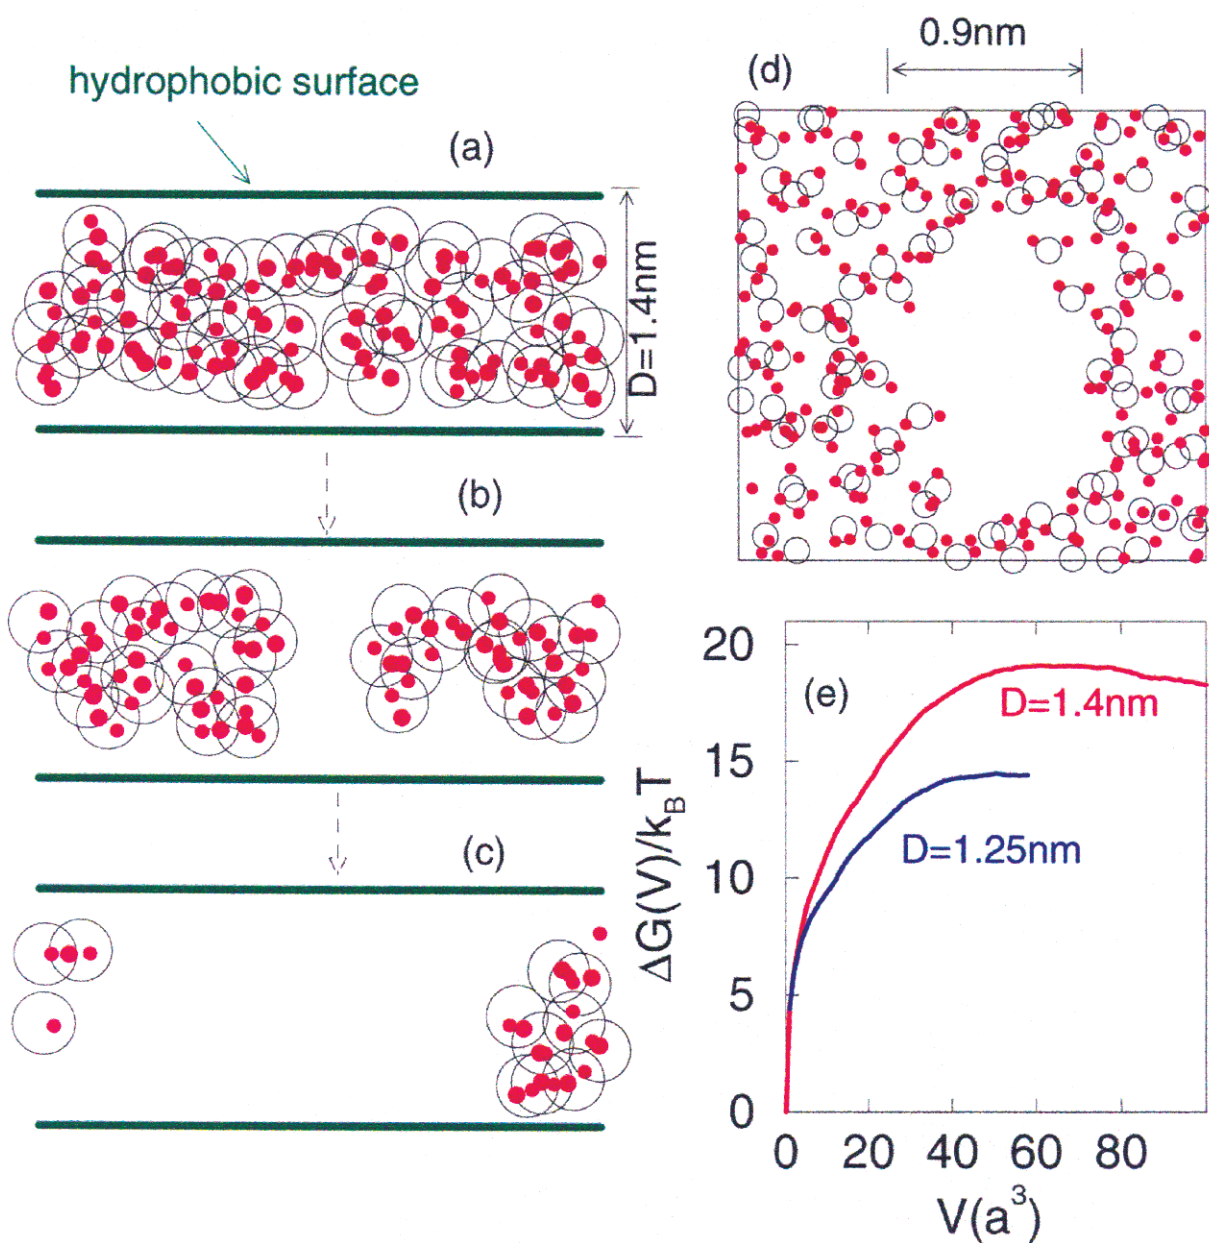 hydrophobic surface
(a)
D=1.4nm
(b)
(c)
0.9nm
(d)
20
15
10
5
0
ΔG(V)/k_BT
(e)
D=1.4nm
D=1.25nm
0 20 40 60 80
V(a³)